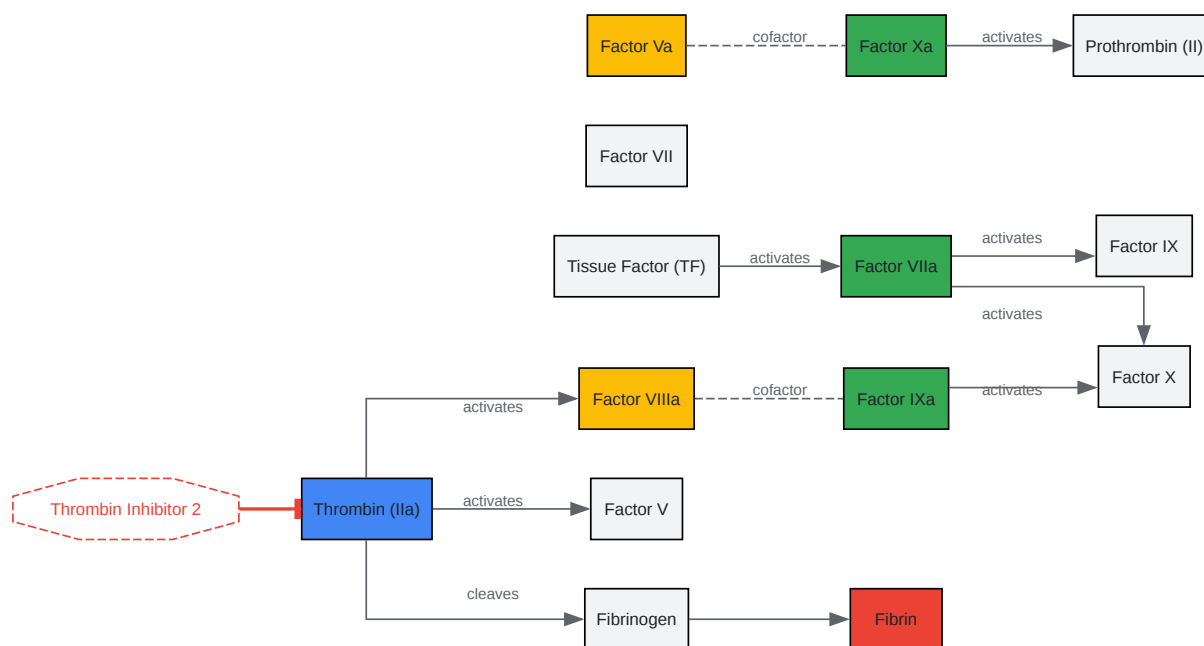 Factor Va
cofactor
Factor Xa
activates
Prothrombin (II)
Factor VII
Tissue Factor (TF)
activates
Factor VIIa
activates
Factor IX
activates
Factor X
activates
Factor VIIIa
cofactor
Factor IXa
activates
Thrombin Inhibitor 2
Thrombin (IIa)
activates
Factor V
cleaves
Fibrinogen
Fibrin